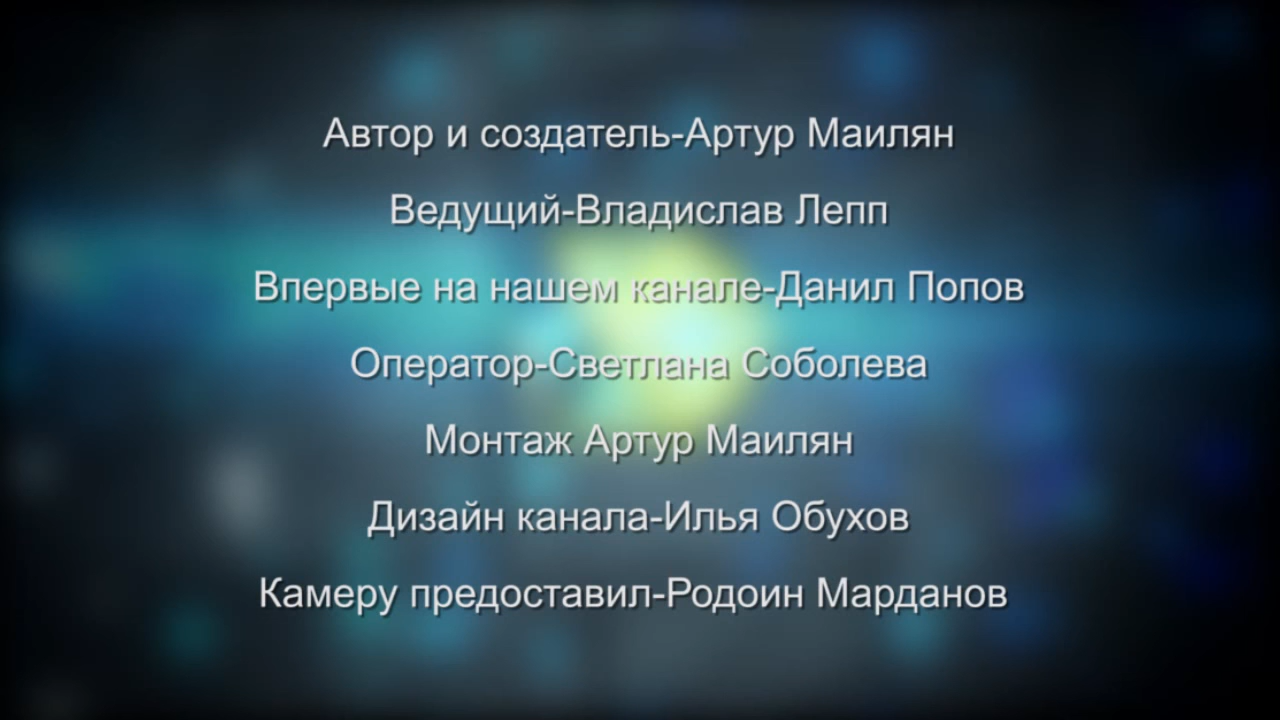 Автор и создатель-Артур Маилян
Ведущий-Владислав Лепп
Впервые на нашем канале-Данил Попов
Оператор-Светлана Соболева
Монтаж Артур Маилян
Дизайн канала-Илья Обухов
Камеру предоставил-Родоин Марданов